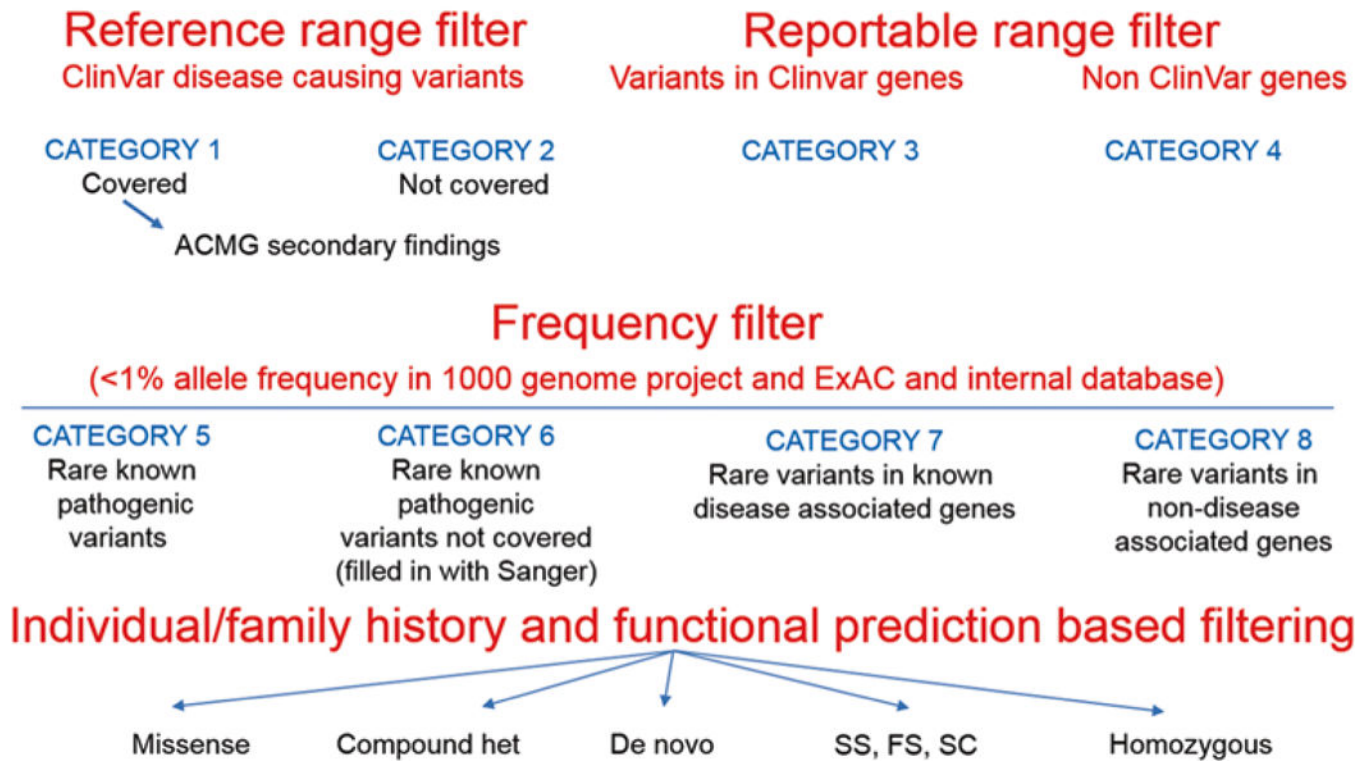 Reference range filter
Reportable range filter
ClinVar disease causing variants
Variants in Clinvar genes
Non ClinVar genes
CATEGORY 1
CATEGORY 2
CATEGORY 3
CATEGORY 4
Covered
Not covered
ACMG secondary findings
Frequency filter
(<1% allele frequency in 1000 genome project and ExAC and internal database)
CATEGORY 5
Rare known
pathogenic
variants
CATEGORY 6
Rare known
pathogenic
variants not covered
(filled in with Sanger)
CATEGORY 7
Rare variants in known
disease associated genes
CATEGORY 8
Rare variants in
non-disease
associated genes
Individual/family history and functional prediction based filtering
Missense
Compound het
De novo
SS, FS, SC
Homozygous